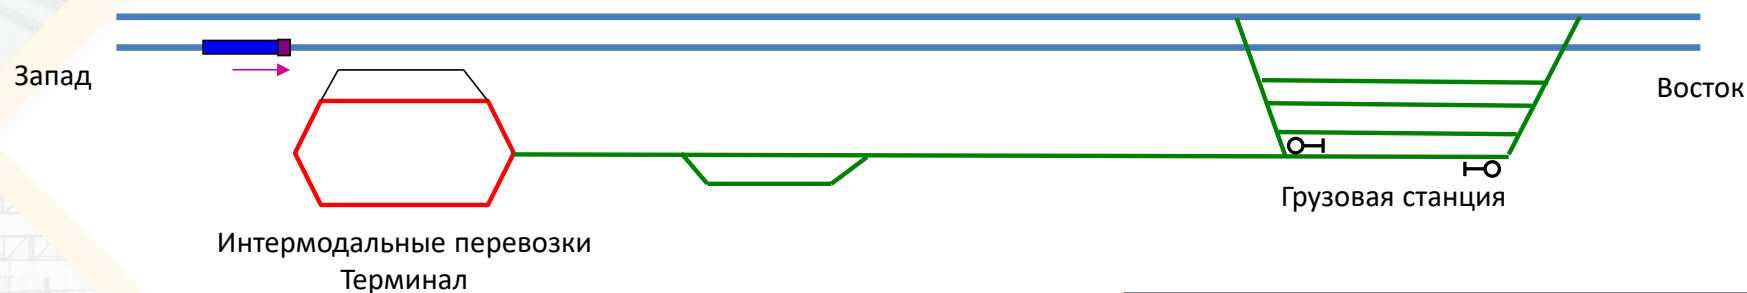 Запад
Восток
Грузовая станция
Интермодальные перевозки
Терминал